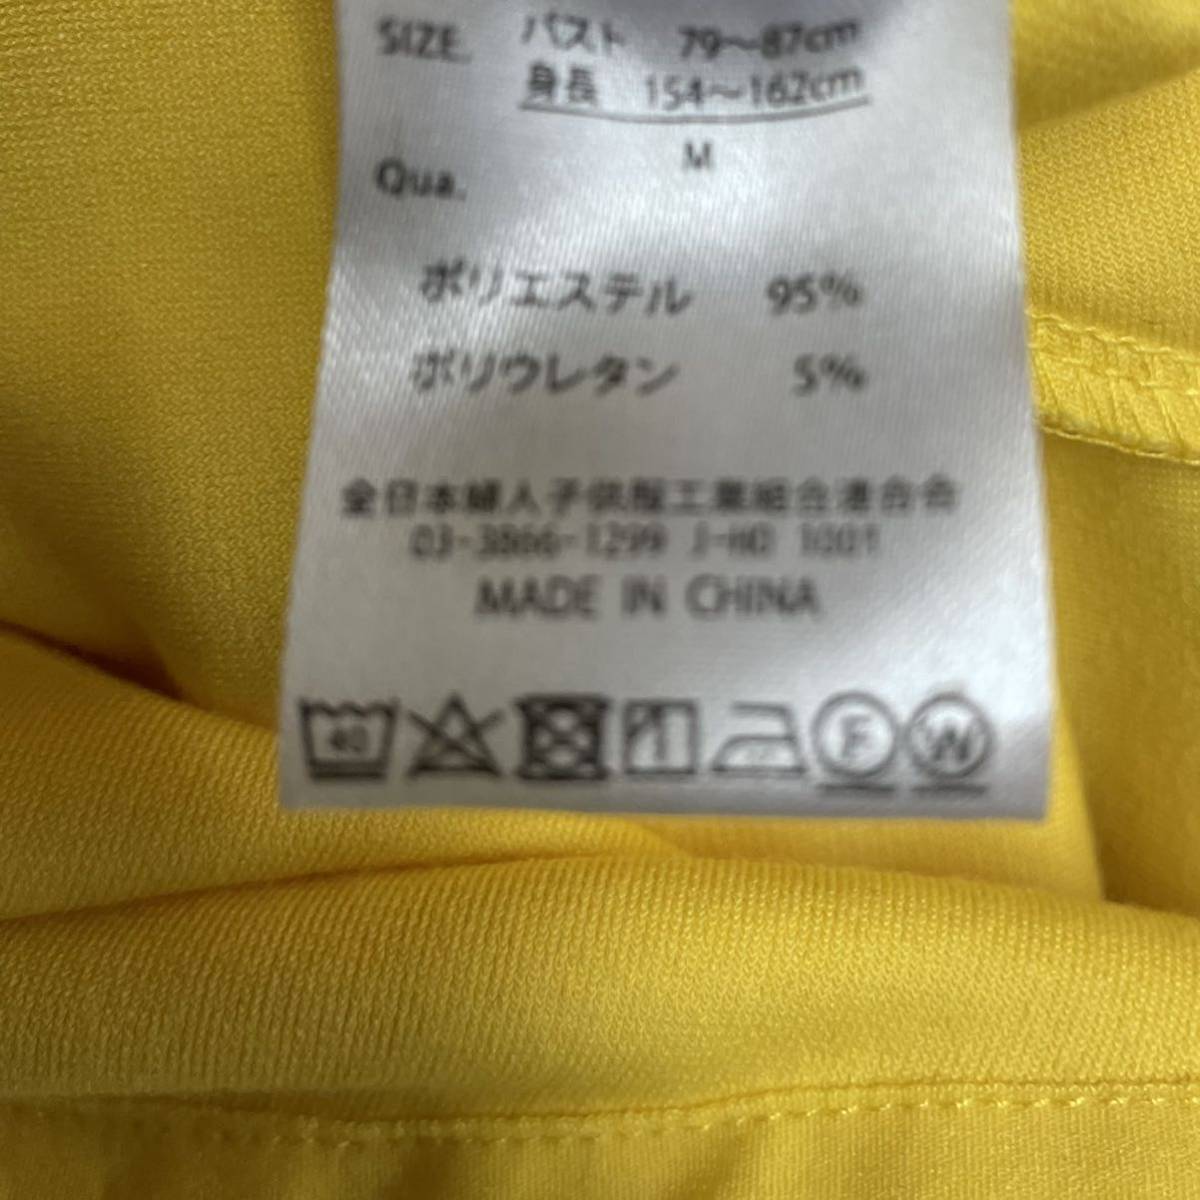 SIZE. バスト 79〜87cm
身長 154〜162cm
M
Qua.
ポリエステル 95%
ポリウレタン 5%
全日本婦人子供服工業組合連合会
03-3866-1299 J-HO 1001
MADE IN CHINA
40 F W